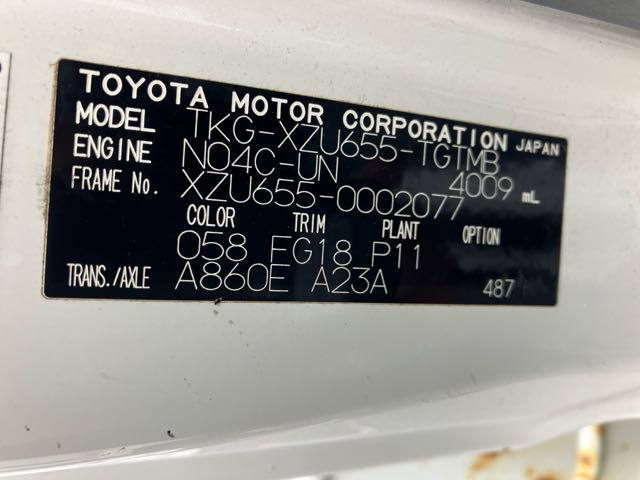 TOYOTA MOTOR CORPORATION JAPAN
MODEL TKG-XZU655-TGTMB
ENGINE N04C-UN 4009 mL
FRAME No. XZU655-0002077
COLOR TRIM PLANT OPTION
058 FG18 P11
TRANS./AXLE A860E A23A 487